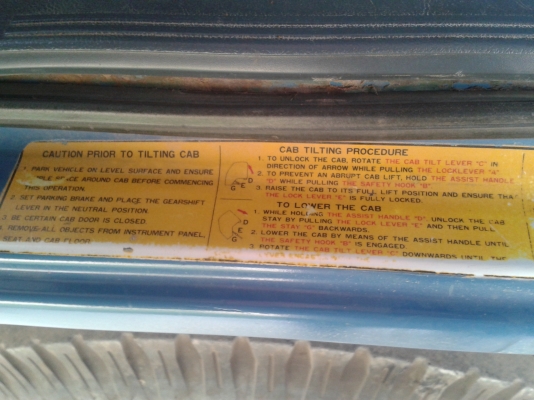 CAUTION PRIOR TO TILTING CAB
1. PARK VEHICLE ON LEVEL SURFACE AND ENSURE
SPACE AROUND CAB BEFORE COMMENCING
THIS OPERATION.
2. SET PARKING BRAKE AND PLACE THE GEARSHIFT
LEVER IN THE NEUTRAL POSITION.
3. BE CERTAIN CAB DOOR IS CLOSED.
4. REMOVE ALL OBJECTS FROM INSTRUMENT PANEL,
SEAT AND CAB FLOOR.
D
E
G
D
E
G
CAB TILTING PROCEDURE
1. TO UNLOCK THE CAB, ROTATE THE CAB TILT LEVER "C" IN
DIRECTION OF ARROW WHILE PULLING THE LOCKLEVER "A"
2. TO PREVENT AN ABRUPT CAB LIFT, HOLD THE ASSIST HANDLE
"D" WHILE PULLING THE SAFETY HOOK "B"
3. RAISE THE CAB TO ITS FULL LIFT POSITION AND ENSURE THAT
THE LOCK LEVER "E" IS FULLY LOCKED.
TO LOWER THE CAB
1. WHILE HOLDING THE ASSIST HANDLE "D", UNLOCK THE CAB
STAY BY PULLING THE LOCK LEVER "E" AND THEN PULL
THE STAY "G" BACKWARDS.
2. LOWER THE CAB BY MEANS OF THE ASSIST HANDLE UNTIL
THE SAFETY HOOK "B" IS ENGAGED.
ROTATE THE CAB TILT LEVER "C" DOWNWARDS UNTIL THE